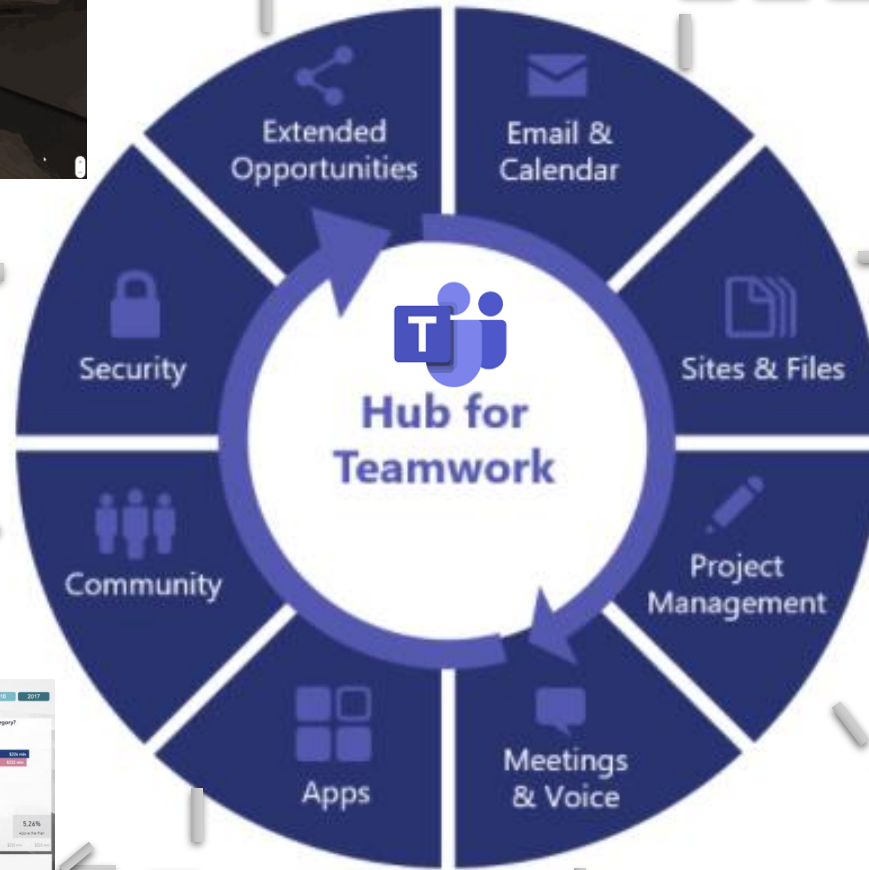 Extended
Opportunities
Email &
Calendar
Security
Sites & Files
T
Hub for
Teamwork
Community
Project
Management
Apps
Meetings
& Voice
2017
5.26%